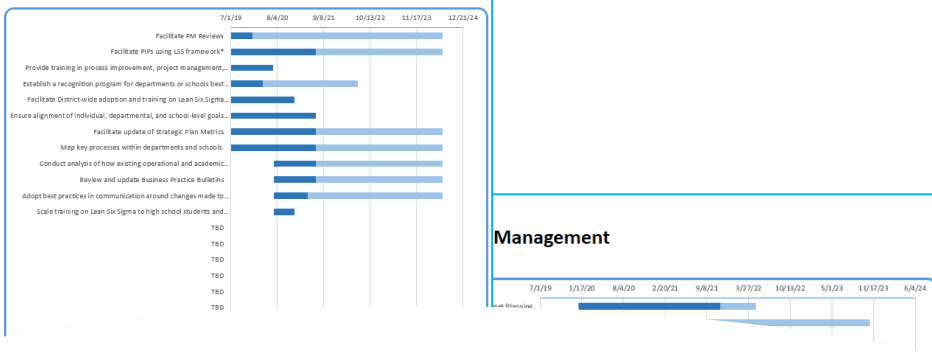 7/1/19 8/4/20 9/8/21 10/13/22 11/17/23 12/21/24
Facilitate PM Reviews
Facilitate PIPs using LSS framework*
Provide training in process improvement, project management,...
Establish a recognition program for departments or schools best...
Facilitate District-wide adoption and training on Lean Six Sigma...
Ensure alignment of individual, departmental, and school-level goals...
Facilitate update of Strategic Plan Metrics
Map key processes within departments and schools.
Conduct analysis of how existing operational and academic...
Review and update Business Practice Bulletins
Adopt best practices in communication around changes made to...
Scale training on Lean Six Sigma to high school students and...
TBD
TBD
TBD
TBD
TBD
TBD
Management
7/1/19 1/17/20 8/4/20 2/20/21 9/8/21 3/27/22 10/13/22 5/1/23 11/17/23 6/4/24
Planning